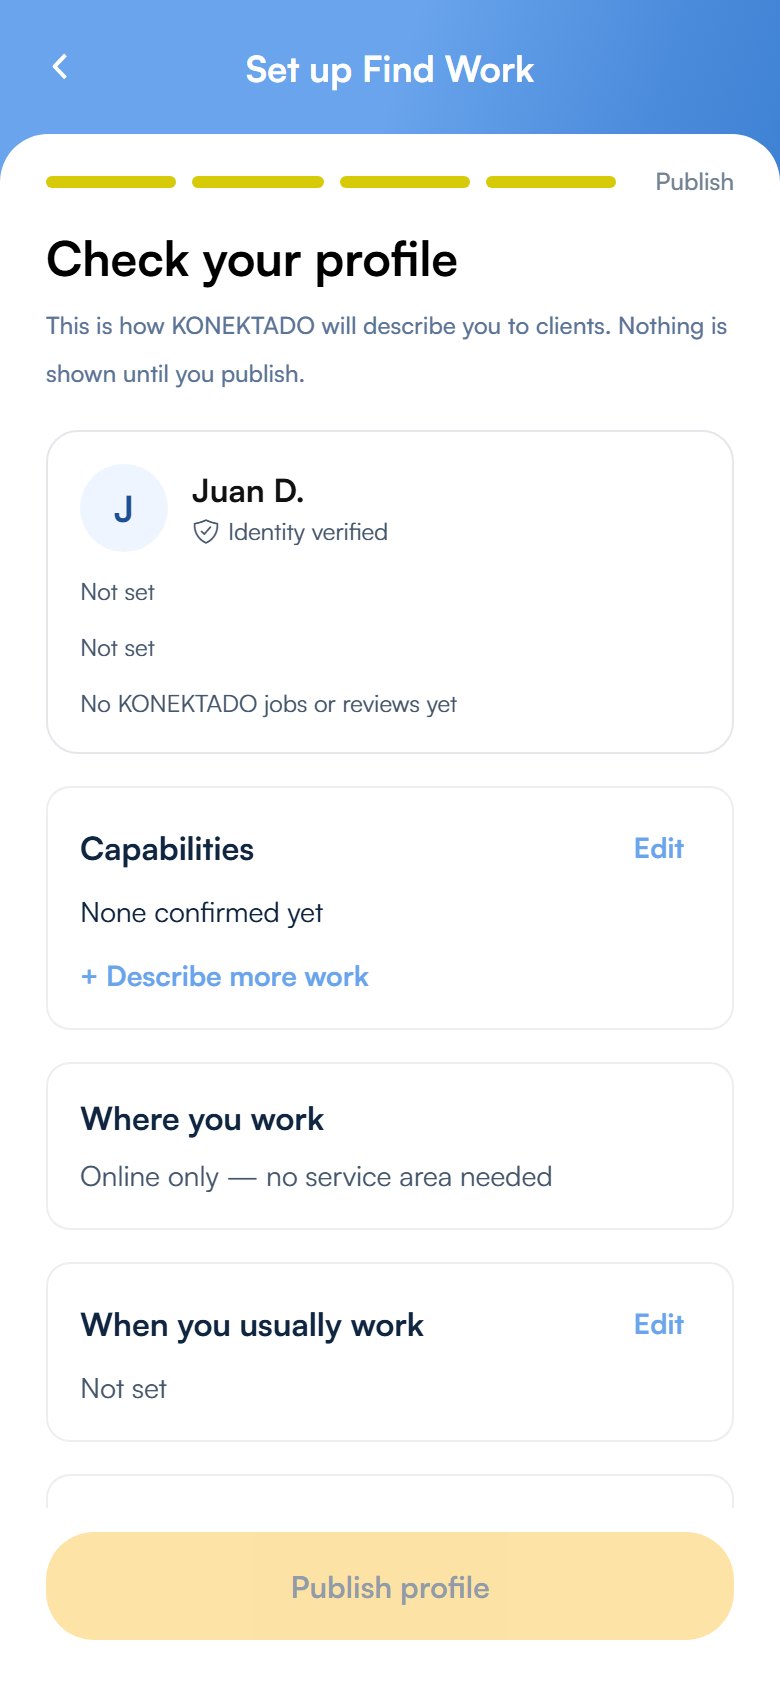 Set up Find Work
Publish
Check your profile
This is how KONEKTADO will describe you to clients. Nothing is
shown until you publish.
J
Juan D.
Identity verified
Not set
Not set
No KONEKTADO jobs or reviews yet
Capabilities
Edit
None confirmed yet
+ Describe more work
Where you work
Online only — no service area needed
When you usually work
Edit
Not set
Publish profile